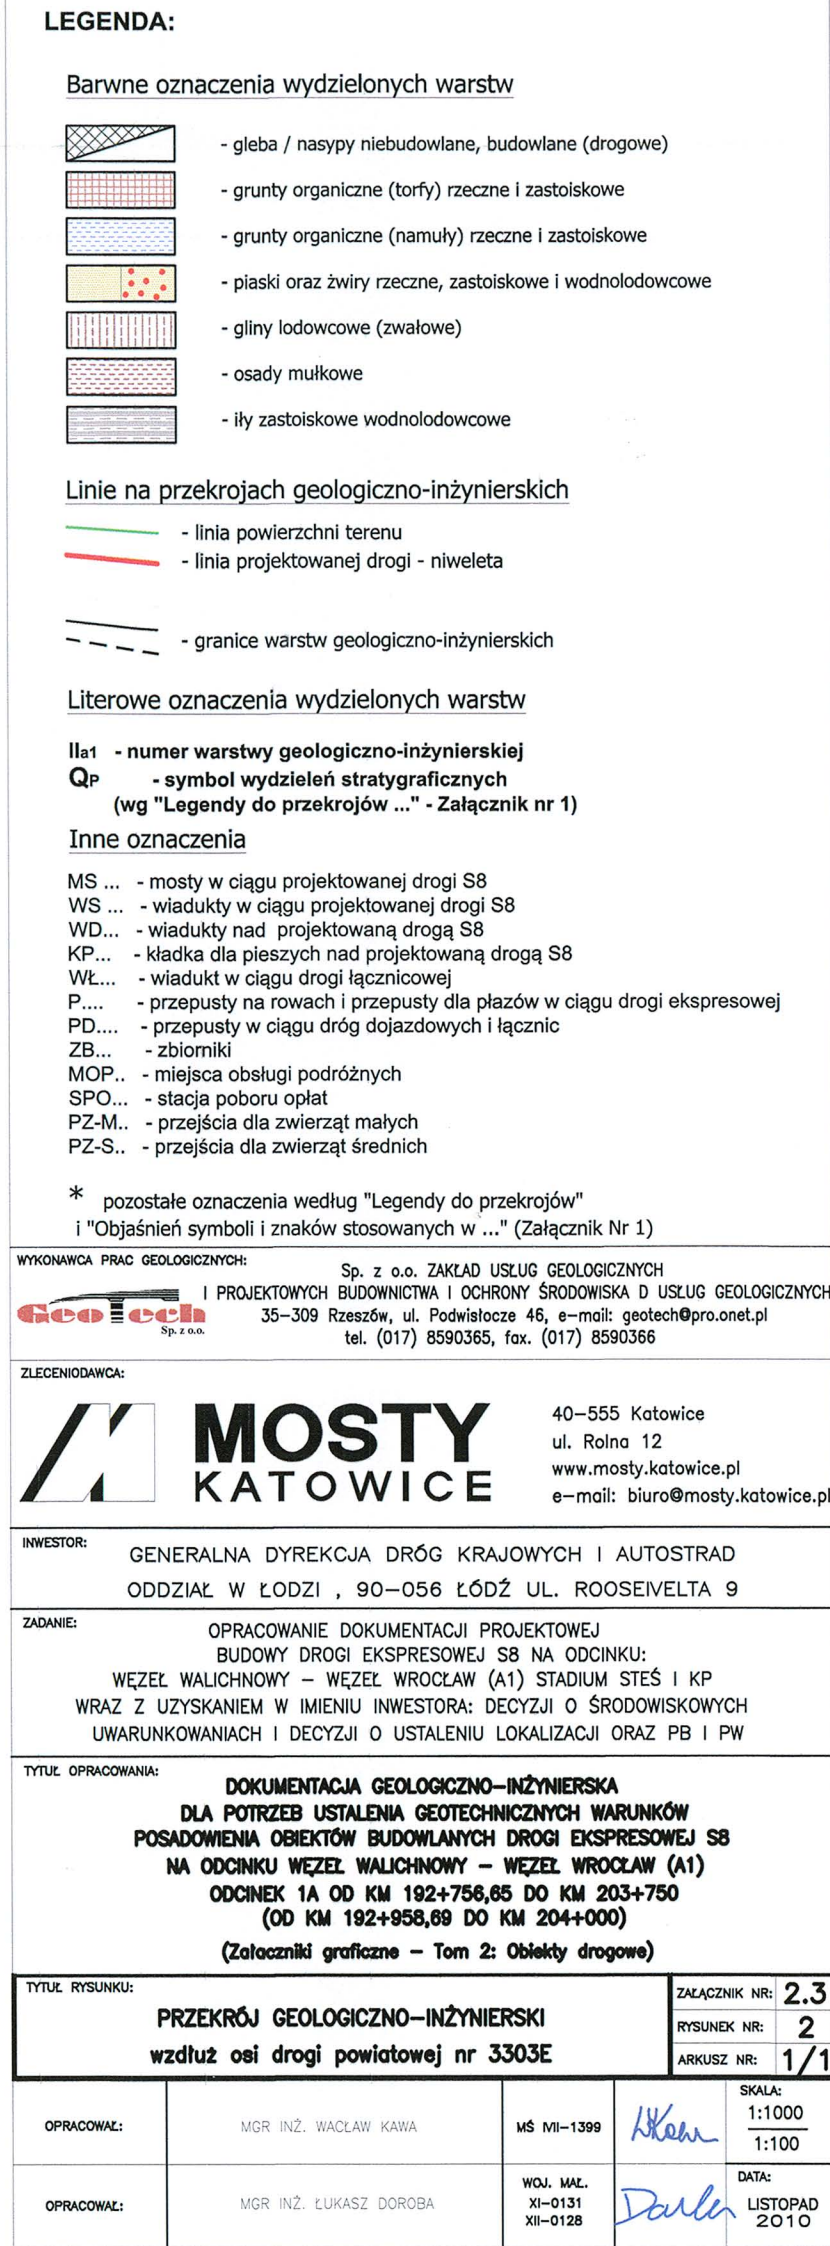 LEGENDA:
Barwne oznaczenia wydzielonych warstw
- gleba / nasypy niebudowlane, budowlane (drogowe)
- grunty organiczne (torfy) rzeczne i zastoiskowe
- grunty organiczne (namuły) rzeczne i zastoiskowe
- piaski oraz żwiry rzeczne, zastoiskowe i wodnolodowcowe
- gliny lodowcowe (zwałowe)
- osady mułkowe
- iły zastoiskowe wodnolodowcowe
Linie na przekrojach geologiczno-inżynierskich
- linia powierzchni terenu
- linia projektowanej drogi - niweleta
- granice warstw geologiczno-inżynierskich
Literowe oznaczenia wydzielonych warstw
IIa1 - numer warstwy geologiczno-inżynierskiej
QP - symbol wydzieleń stratygraficznych
(wg "Legendy do przekrojów ..." - Załącznik nr 1)
Inne oznaczenia
MS ... - mosty w ciągu projektowanej drogi S8
WS ... - wiadukty w ciągu projektowanej drogi S8
WD... - wiadukty nad projektowaną drogą S8
KP... - kładka dla pieszych nad projektowaną drogą S8
WŁ... - wiadukt w ciągu drogi łącznicowej
P.... - przepusty na rowach i przepusty dla płazów w ciągu drogi ekspresowej
PD.... - przepusty w ciągu dróg dojazdowych i łącznic
ZB... - zbiorniki
MOP.. - miejsca obsługi podróżnych
SPO... - stacja poboru opłat
PZ-M.. - przejścia dla zwierząt małych
PZ-S.. - przejścia dla zwierząt średnich
* pozostałe oznaczenia według "Legendy do przekrojów"
i "Objaśnień symboli i znaków stosowanych w ..." (Załącznik Nr 1)
WYKONAWCA PRAC GEOLOGICZNYCH:
GeoTech
Sp. z o.o.
Sp. z o.o. ZAKŁAD USŁUG GEOLOGICZNYCH
I PROJEKTOWYCH BUDOWNICTWA I OCHRONY ŚRODOWISKA D USŁUG GEOLOGICZNYCH
35-309 Rzeszów, ul. Podwisłocze 46, e-mail: geotech@pro.onet.pl
tel. (017) 8590365, fax. (017) 8590366
ZLECENIODAWCA:
MOSTY
KATOWICE
40-555 Katowice
ul. Rolna 12
www.mosty.katowice.pl
e-mail: biuro@mosty.katowice.pl
INWESTOR:
GENERALNA DYREKCJA DRÓG KRAJOWYCH I AUTOSTRAD
ODDZIAŁ W ŁODZI , 90-056 ŁÓDŹ UL. ROOSEIVELTA 9
ZADANIE:
OPRACOWANIE DOKUMENTACJI PROJEKTOWEJ
BUDOWY DROGI EKSPRESOWEJ S8 NA ODCINKU:
WĘZEŁ WALICHNOWY - WĘZEŁ WROCŁAW (A1) STADIUM STEŚ I KP
WRAZ Z UZYSKANIEM W IMIENIU INWESTORA: DECYZJI O ŚRODOWISKOWYCH
UWARUNKOWANIACH I DECYZJI O USTALENIU LOKALIZACJI ORAZ PB I PW
TYTUŁ OPRACOWANIA:
DOKUMENTACJA GEOLOGICZNO-INŻYNIERSKA
DLA POTRZEB USTALENIA GEOTECHNICZNYCH WARUNKÓW
POSADOWIENIA OBIEKTÓW BUDOWLANYCH DROGI EKSPRESOWEJ S8
NA ODCINKU WĘZEŁ WALICHNOWY - WĘZEŁ WROCŁAW (A1)
ODCINEK 1A OD KM 192+756,65 DO KM 203+750
(OD KM 192+958,69 DO KM 204+000)
(Załaczniki graficzne - Tom 2: Obiekty drogowe)
TYTUŁ RYSUNKU:
PRZEKRÓJ GEOLOGICZNO-INŻYNIERSKI
wzdłuż osi drogi powiatowej nr 3303E
ZAŁĄCZNIK NR: 2.3
RYSUNEK NR: 2
ARKUSZ NR: 1/1
OPRACOWAŁ:
MGR INŻ. WACŁAW KAWA
MŚ IVII-1399
SKALA:
1:1000
1:100
OPRACOWAŁ:
MGR INŻ. ŁUKASZ DOROBA
WOJ. MAŁ.
XI-0131
XII-0128
DATA:
LISTOPAD
2010